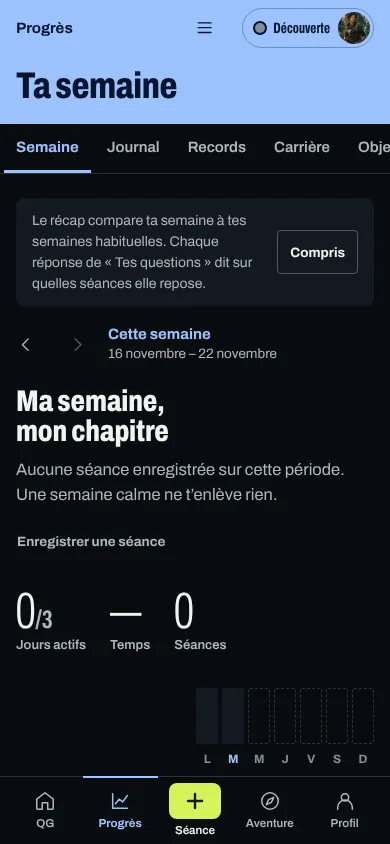 Progrès
Découverte
Ta semaine
Semaine Journal Records Carrière Obje
Le récap compare ta semaine à tes
semaines habituelles. Chaque
réponse de « Tes questions » dit sur
quelles séances elle repose.
Compris
Cette semaine
16 novembre – 22 novembre
Ma semaine,
mon chapitre
Aucune séance enregistrée sur cette période.
Une semaine calme ne t’enlève rien.
Enregistrer une séance
0/3 — 0
Jours actifs Temps Séances
L M M J V S D
QG Progrès Séance Aventure Profil